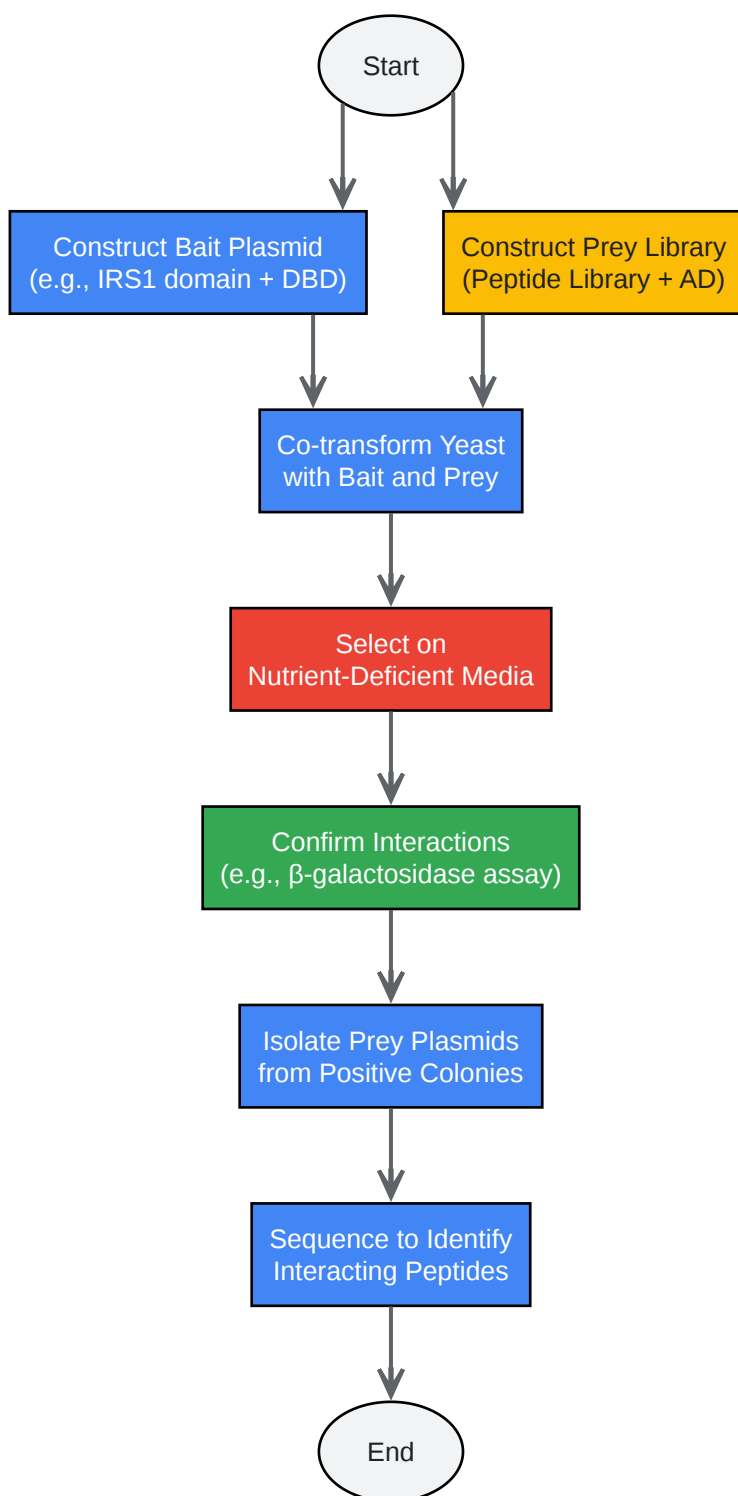 Start
Construct Bait Plasmid
(e.g., IRS1 domain + DBD)
Construct Prey Library
(Peptide Library + AD)
Co-transform Yeast
with Bait and Prey
Select on
Nutrient-Deficient Media
Confirm Interactions
(e.g., β-galactosidase assay)
Isolate Prey Plasmids
from Positive Colonies
Sequence to Identify
Interacting Peptides
End